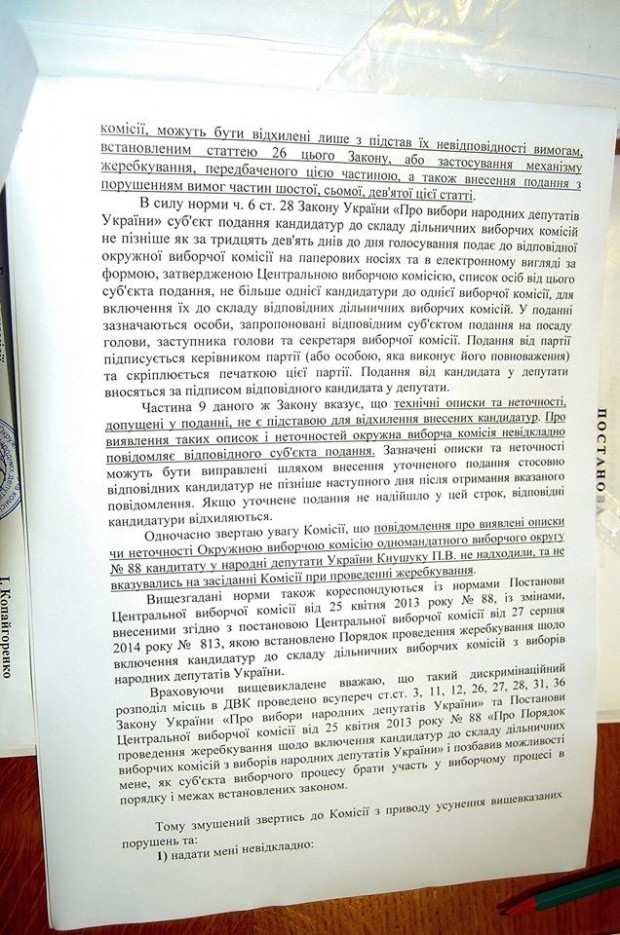 комісії, можуть бути відхилені лише з підстав їх невідповідності вимогам,
встановленим статтею 26 цього Закону, або застосування механізму
жеребкування, передбаченого цією частиною, а також внесення подання з
порушенням вимог частин шостої, сьомої, дев'ятої цієї статті.
В силу норми ч. 6 ст. 28 Закону України «Про вибори народних депутатів
України» суб'єкт подання кандидатур до складу дільничних виборчих комісій
не пізніше як за тридцять дев'ять днів до дня голосування подає до відповідної
окружної виборчої комісії на паперових носіях та в електронному вигляді за
формою, затвердженою Центральною виборчою комісією, список осіб від цього
суб'єкта подання, не більше однієї кандидатури до однієї виборчої комісії, для
включення їх до складу відповідних дільничних виборчих комісій. У поданні
зазначаються особи, запропоновані відповідним суб'єктом подання на посаду
голови, заступника голови та секретаря виборчої комісії. Подання від партії
підписується керівником партії (або особою, яка виконує його повноваження)
та скріплюється печаткою цієї партії. Подання від кандидата у депутати
вносяться за підписом відповідного кандидата у депутати.
Частина 9 даного ж Закону вказує, що технічні описки та неточності,
допущені у поданні, не є підставою для відхилення внесених кандидатур. Про
виявлення таких описок і неточностей окружна виборча комісія невідкладно
повідомляє відповідного суб'єкта подання. Зазначені описки та неточності
можуть бути виправлені шляхом внесення уточненого подання стосовно
відповідних кандидатур не пізніше наступного дня після отримання вказаного
повідомлення. Якщо уточнене подання не надійшло у цей строк, відповідні
кандидатури відхиляються.
Одночасно звертаю увагу Комісії, що повідомлення про виявлені описки
чи неточності Окружною виборчою комісію одномандатного виборчого округу
№ 88 кандитату у народні депутати України Кнушуку П.В. не надходили, та не
вказувались на засіданні Комісії при проведенні жеребкування.
Вищезгадані норми також кореспондуються із нормами Постанови
Центральної виборчої комісії від 25 квітня 2013 року № 88, із змінами,
внесеними згідно з постановою Центральної виборчої комісії від 27 серпня
2014 року № 813, якою встановлено Порядок проведення жеребкування щодо
включення кандидатур до складу дільничних виборчих комісій з виборів
народних депутатів України.
Враховуючи вищевикладене вважаю, що такий дискримінаційний
розподіл місць в ДВК проведено всупереч ст.ст. 3, 11, 12, 26, 27, 28, 31, 36
Закону України «Про вибори народних депутатів України» та Постанови
Центральної виборчої комісії від 25 квітня 2013 року № 88 «Про Порядок
проведення жеребкування щодо включення кандидатур до складу дільничних
виборчих комісій з виборів народних депутатів України» і позбавив можливості
мене, як суб'єкта виборчого процесу брати участь у виборчому процесі в
порядку і межах встановлених законом.
Тому змушений звертись до Комісії з приводу усунення вищевказаних
порушень та:
1) надати мені невідкладно:
ПОСТАНОВА
І. Копайгоренко